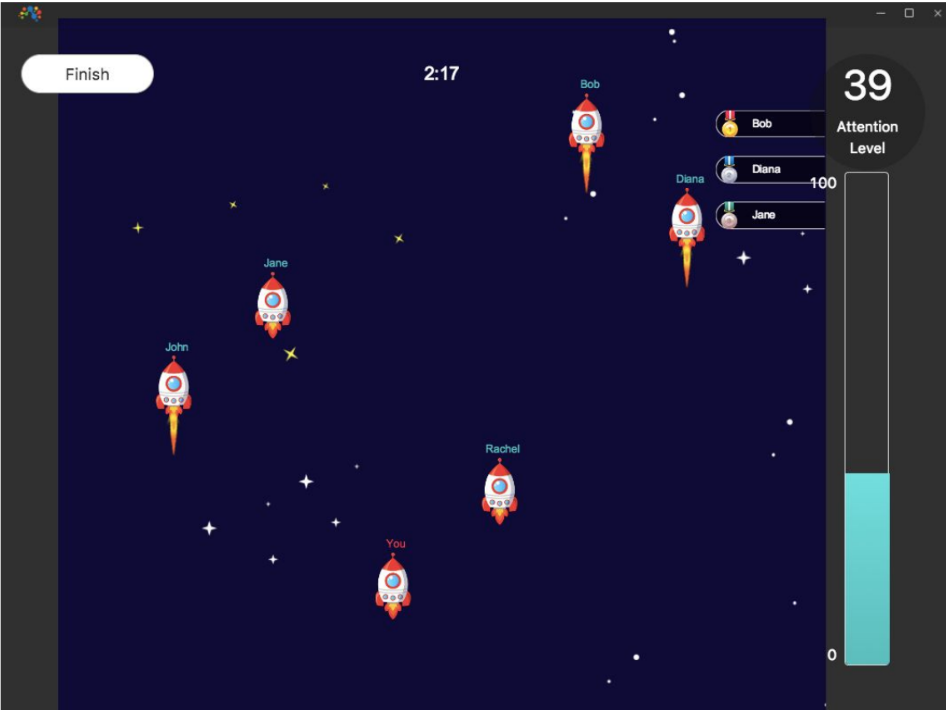 Finish
2:17
39
Attention
Level
Bob
Bob
Diana
Diana
100
Jane
Jane
John
Rachel
You
0